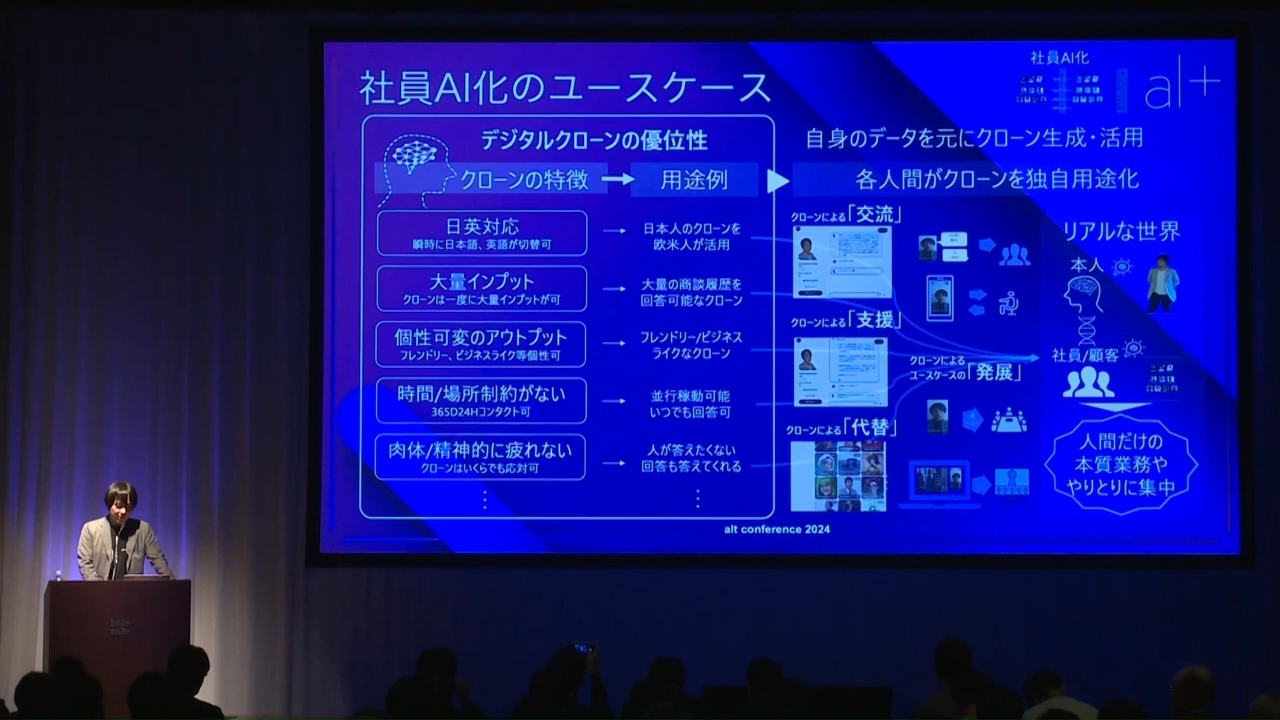 社員AI化のユースケース
社員AI化
al+
デジタルクローンの優位性
クローンの特徴
用途例
日英対応
瞬時に日本語、英語が切替可
日本人のクローンを
欧米人が活用
大量インプット
クローンは一度に大量インプットが可
大量の商談履歴を
回答可能なクローン
個性可変のアウトプット
フレンドリー、ビジネスライク等個性可
フレンドリー/ビジネス
ライクなクローン
時間/場所制約がない
365D24Hコンタクト可
並行稼動可能
いつでも回答可
肉体/精神的に疲れない
クローンはいくらでも応対可
人が答えたくない
回答も答えてくれる
自身のデータを元にクローン生成・活用
各人間がクローンを独自用途化
クローンによる「交流」
クローンによる「支援」
クローンによる「代替」
クローンによる
ユースケースの「発展」
リアルな世界
本人
社員/顧客
人間だけの
本質業務や
やりとりに集中
alt conference 2024